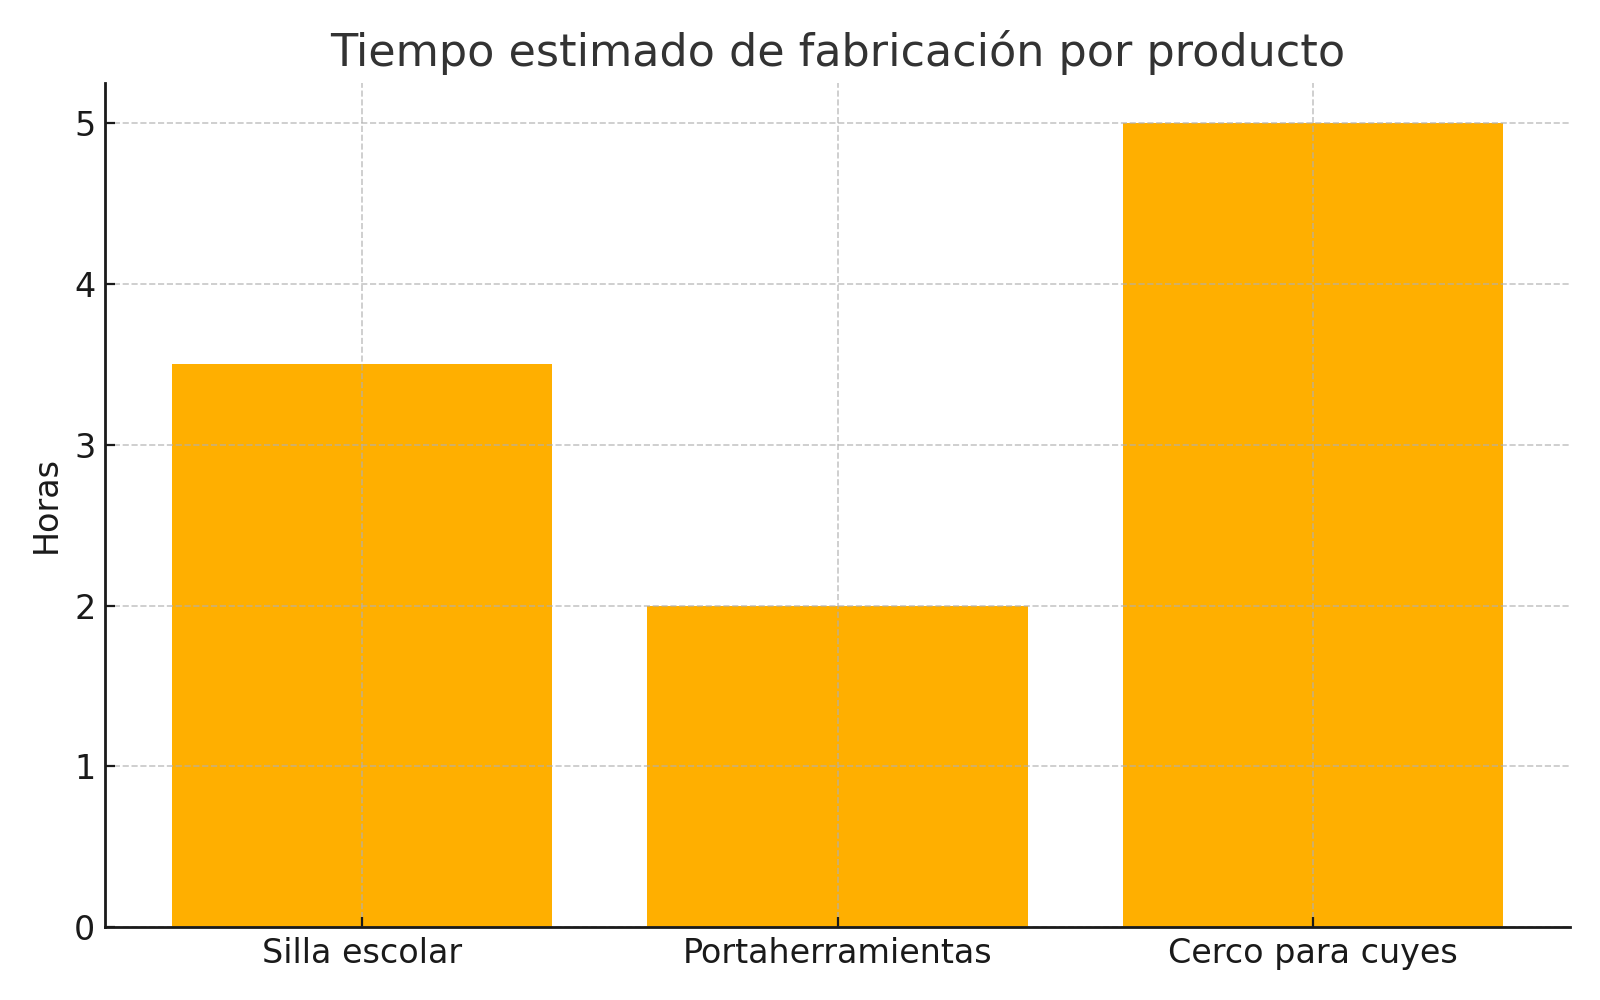 Tiempo estimado de fabricación por producto
5
4
3
2
1
0
Horas
Silla escolar
Portaherramientas
Cerco para cuyes